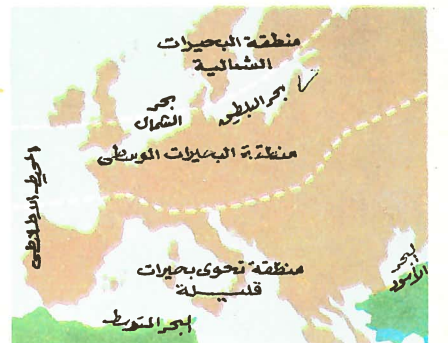 منطقة البحيرات
الشمالية
بحر البلطيق
بحر
الشمال
منطقة البحيرات الوسطى
المحيط الاطلاطى
منطقة تحوى بحيرات
قليلة
البحر
الأسود
البحر المتوسط